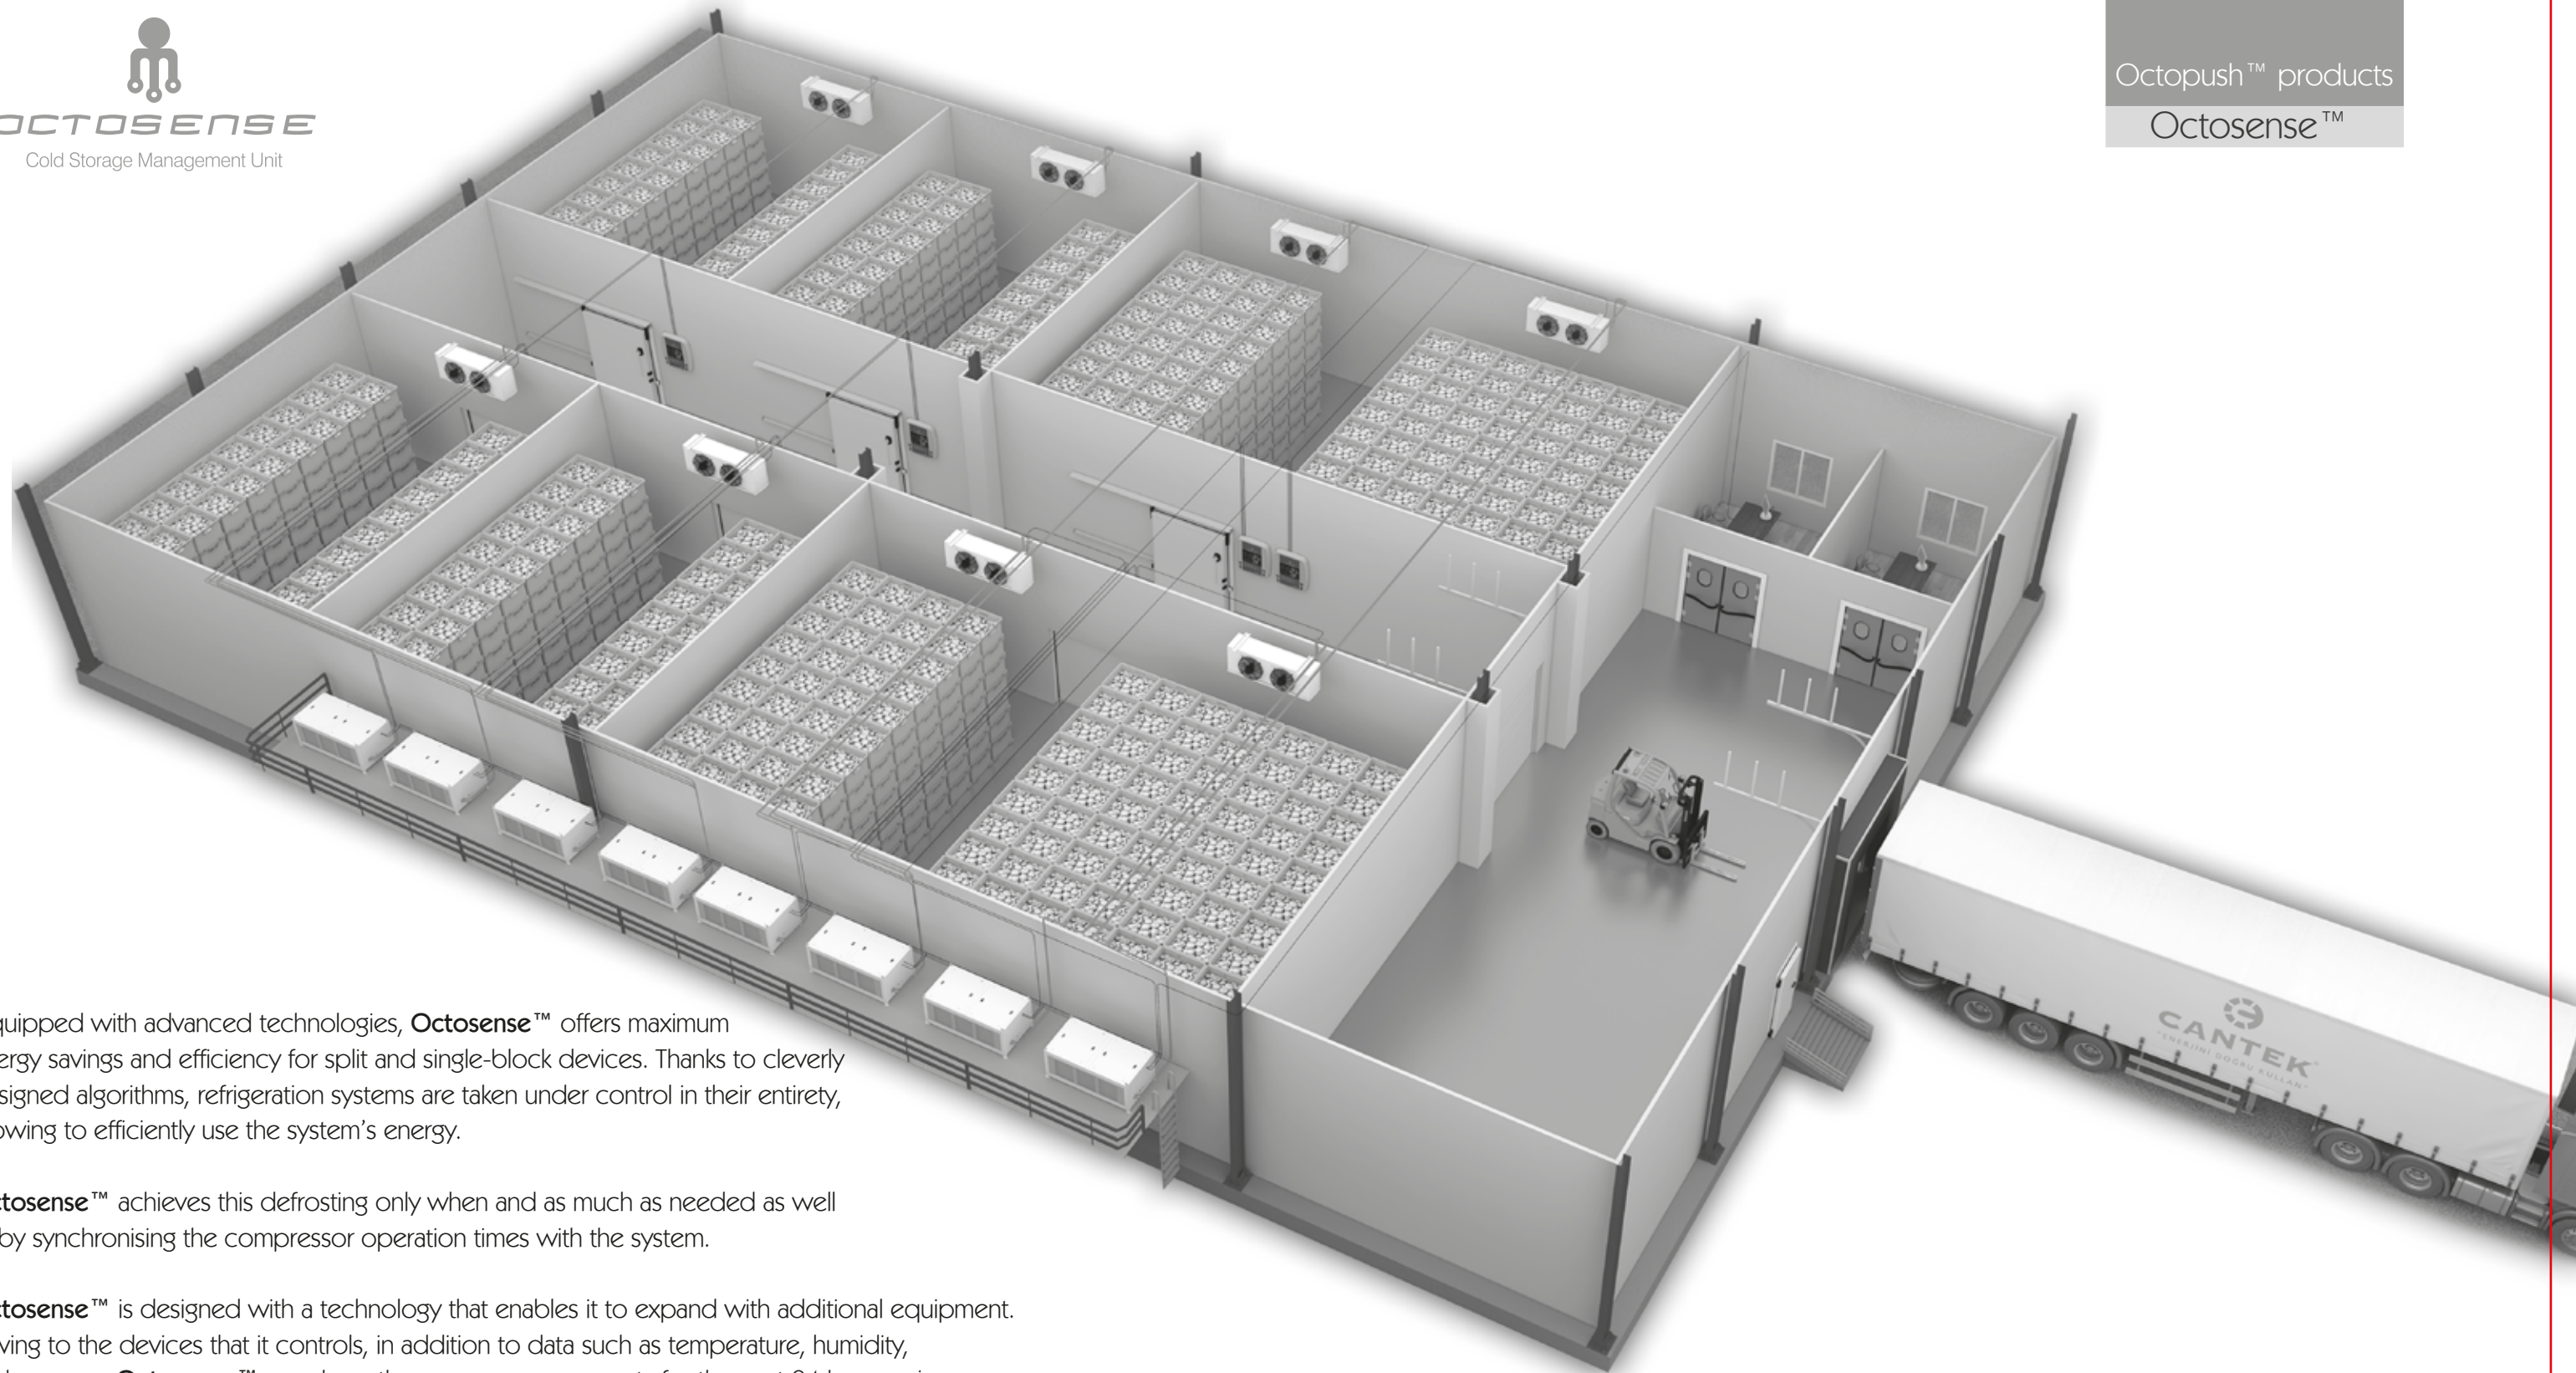 OCTOSENSE
Cold Storage Management Unit
Octopush™ products
Octosense™
CANTEK
"ENERJİNİ DOĞRU KULLAN"
quipped with advanced technologies, Octosense™ offers maximum
ergy savings and efficiency for split and single-block devices. Thanks to cleverly
signed algorithms, refrigeration systems are taken under control in their entirety,
owing to efficiently use the system's energy.
ctosense™ achieves this defrosting only when and as much as needed as well
by synchronising the compressor operation times with the system.
ctosense™ is designed with a technology that enables it to expand with additional equipment.
ving to the devices that it controls, in addition to data such as temperature, humidity,